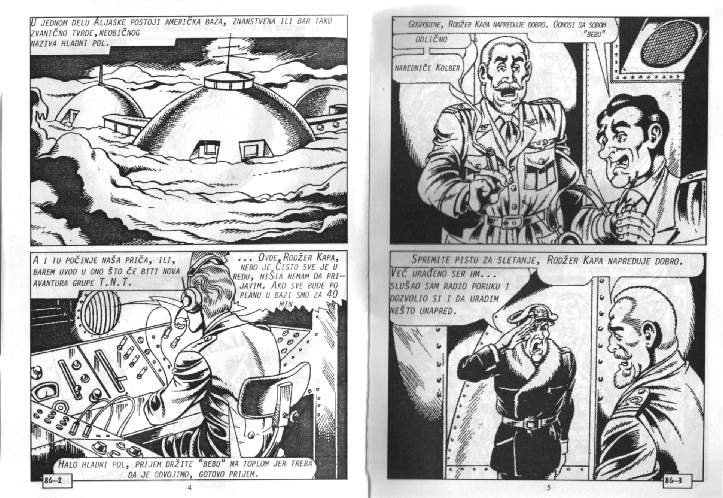 U JEDNOM DELU ALJASKE POSTOJI AMERIČKA BAZA, ZNANSTVENA ILI BAR TAKO
ZVANIČNO TVRDE, NEOBIČNOG
NAZIVA HLADNI POL.
A I TU POČINJE NAŠA PRIČA, ILI,
BAREM UVOD U ONO ŠTO ĆE BITI NOVA
AVANTURA GRUPE T.N.T.
... OVDE, RODŽER KAPA,
NEBO JE ČISTO SVE JE U
REDU, NIŠTA NEMAM DA PRI-
JAVIM. AKO SVE BUDE PO
PLANU U BAZI SMO ZA 40
MIN
HALO HLADNI POL, PRIJEM DRŽITE "BEBU" NA TOPLOM JER TREBA
DA JE ODVOJIMO, GOTOVO PRIJEM.
86-2
4
GOSPODINE, RODŽER KAPA NAPREDUJE DOBRO. DONOSI SA SOBOM
"BEBU"
ODLIČNO
NAREDNIČE KOLBER
SPREMITE PISTU ZA SLETANJE, RODŽER KAPA NAPREDUJE DOBRO.
VEĆ URAĐENO SER HM...
SLUŠAO SAM RADIO PORUKU I
DOZVOLIO SI I DA URADIM
NEŠTO UNAPRED.
86-3
5